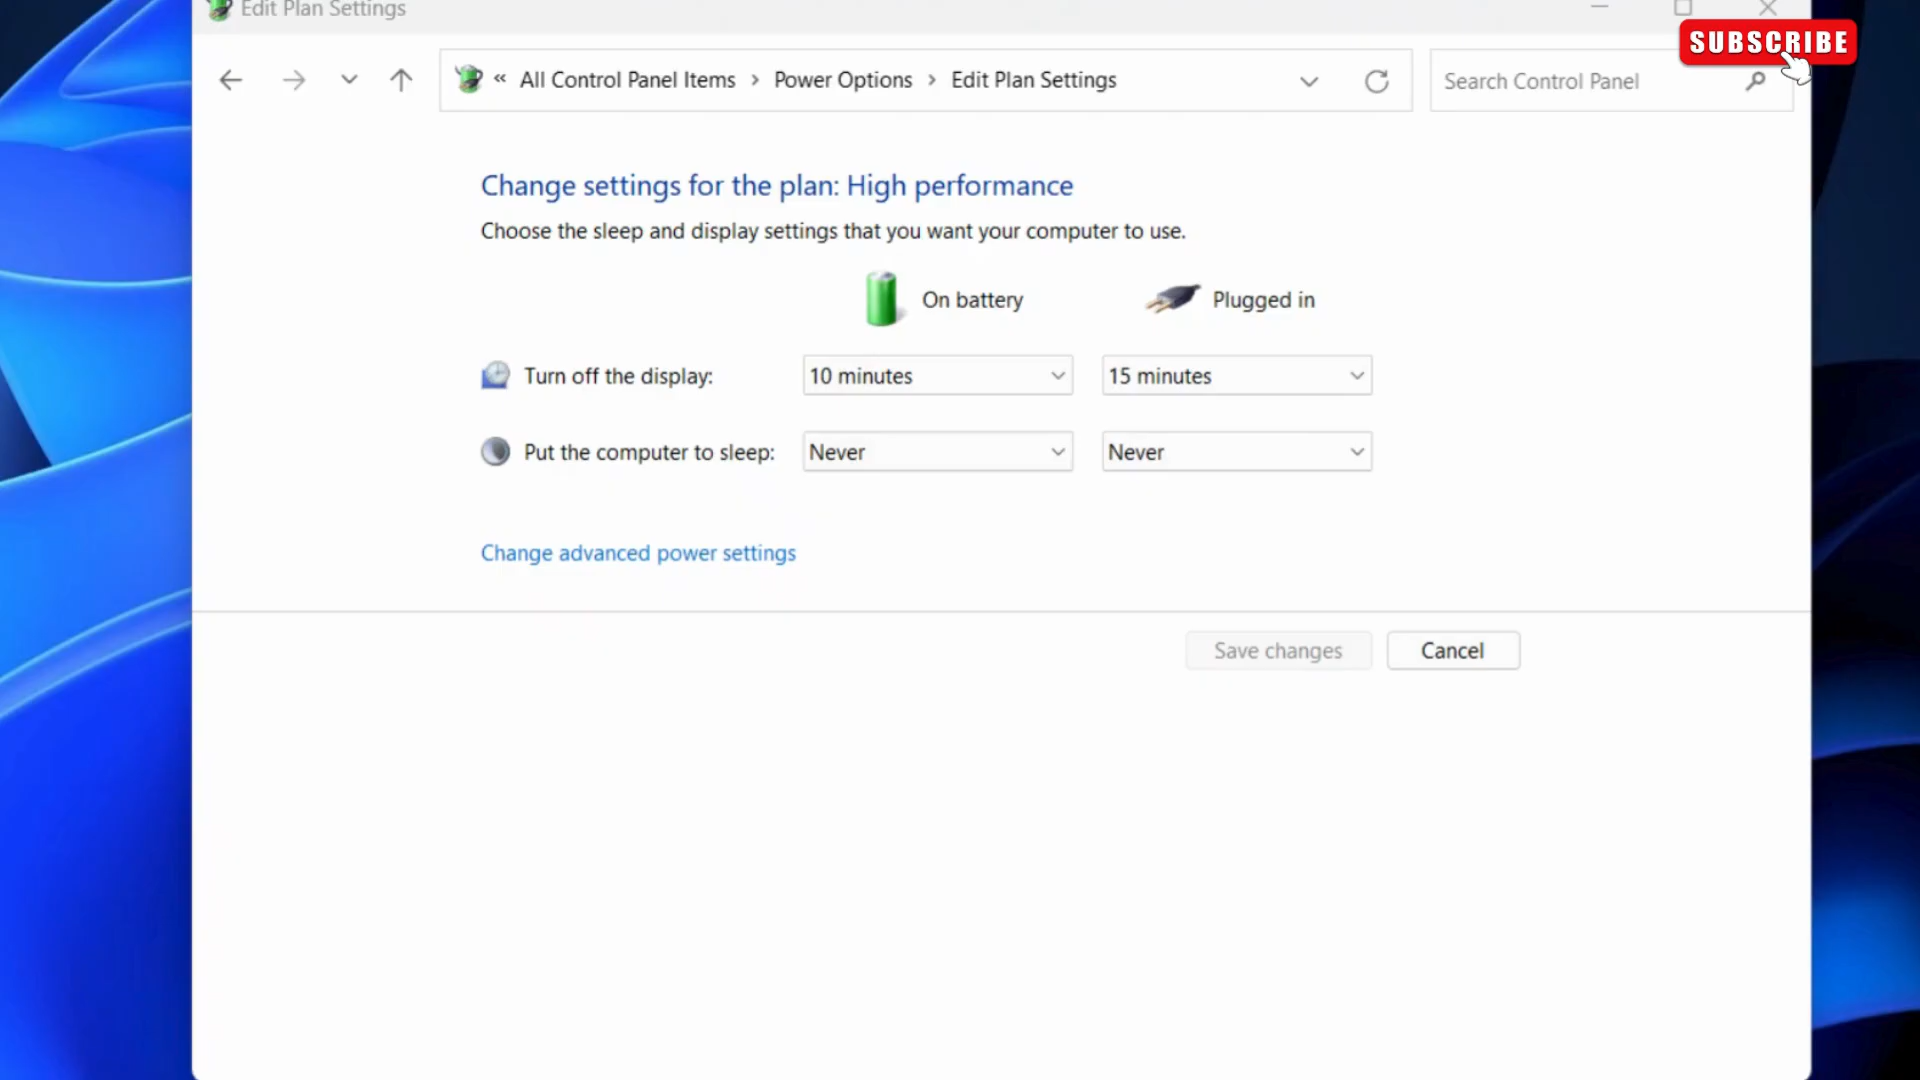 Edit Plan Settings
SUBSCRIBE
« All Control Panel Items > Power Options > Edit Plan Settings
Search Control Panel
Change settings for the plan: High performance
Choose the sleep and display settings that you want your computer to use.
On battery Plugged in
Turn off the display: 10 minutes 15 minutes
Put the computer to sleep: Never Never
Change advanced power settings
Save changes Cancel